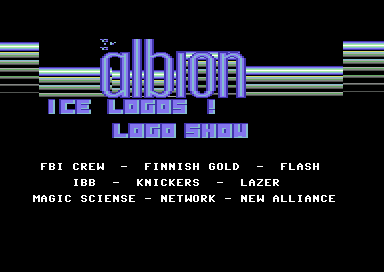 albion
ICE LOGOS !
LOGO SHOW
FBI CREW - FINNISH GOLD - FLASH
IBB - KNICKERS - LAZER
MAGIC SCIENSE - NETWORK - NEW ALLIANCE